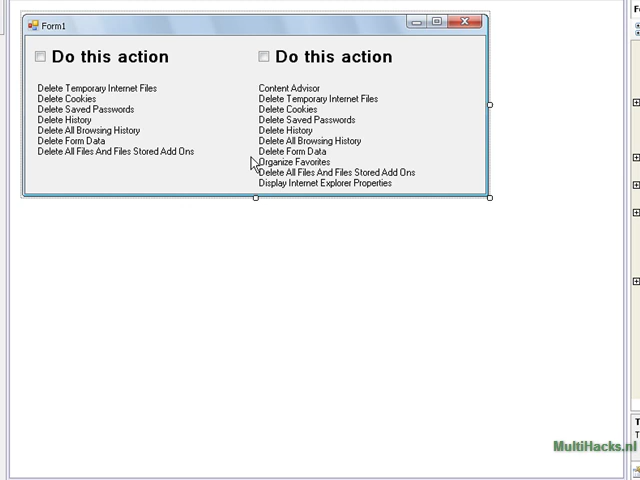 Form1
Do this action
Delete Temporary Internet Files
Delete Cookies
Delete Saved Passwords
Delete History
Delete All Browsing History
Delete Form Data
Delete All Files And Files Stored Add Ons
Do this action
Content Advisor
Delete Temporary Internet Files
Delete Cookies
Delete Saved Passwords
Delete History
Delete All Browsing History
Delete Form Data
Organize Favorites
Delete All Files And Files Stored Add Ons
Display Internet Explorer Properties
MultiHacks.nl